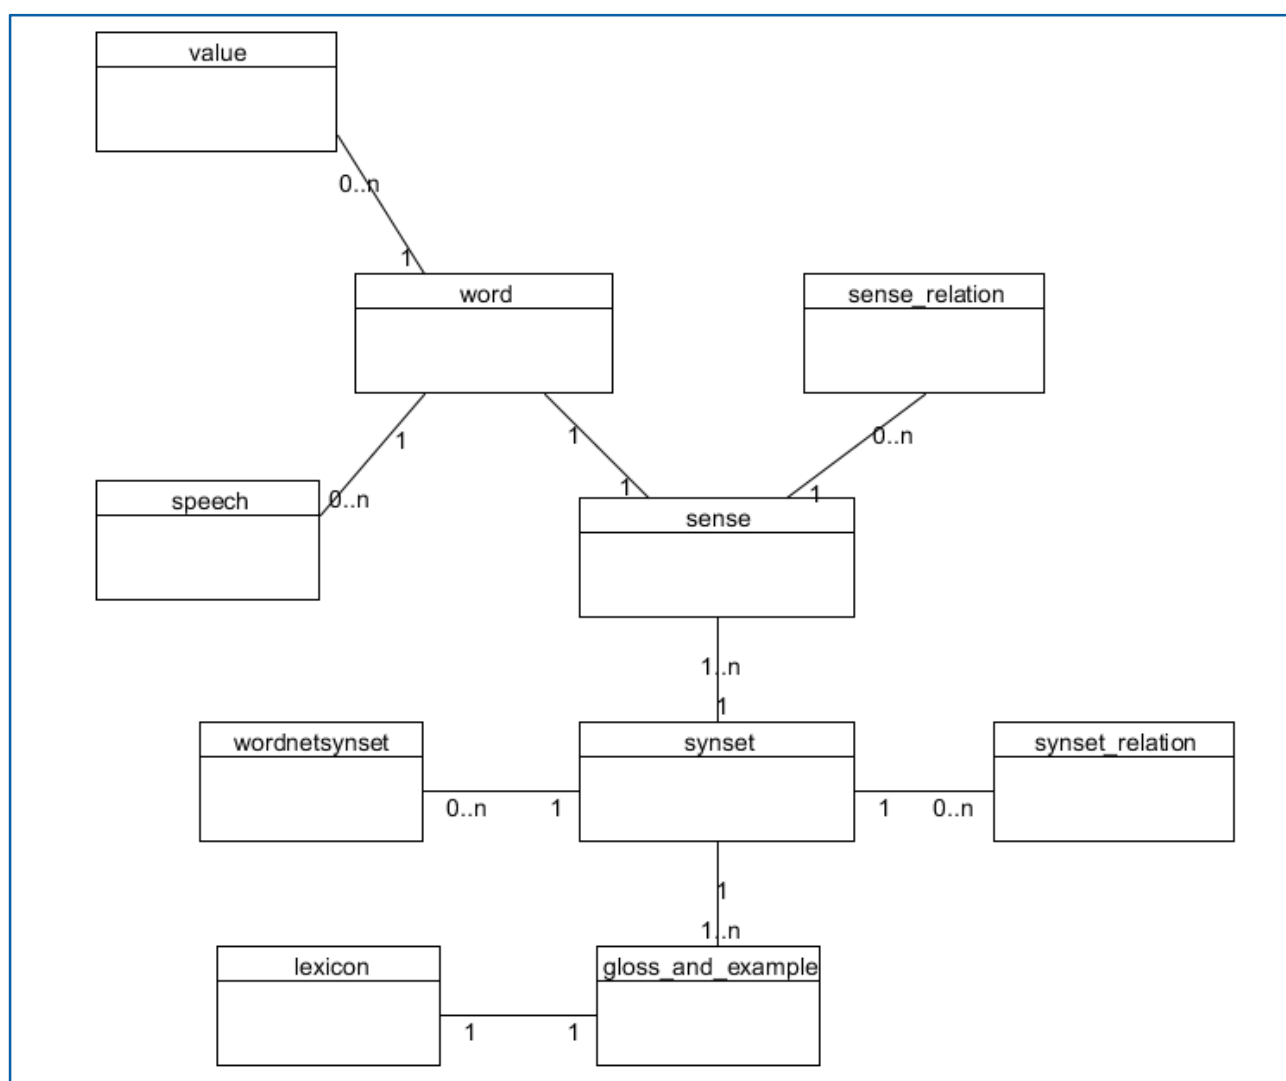 value
0..n
1
word
sense_relation
1
1
0..n
speech
0..n
1
1
sense
1..n
1
wordnetsynset
synset
synset_relation
0..n
1
1
0..n
1
1..n
lexicon
gloss_and_example
1
1